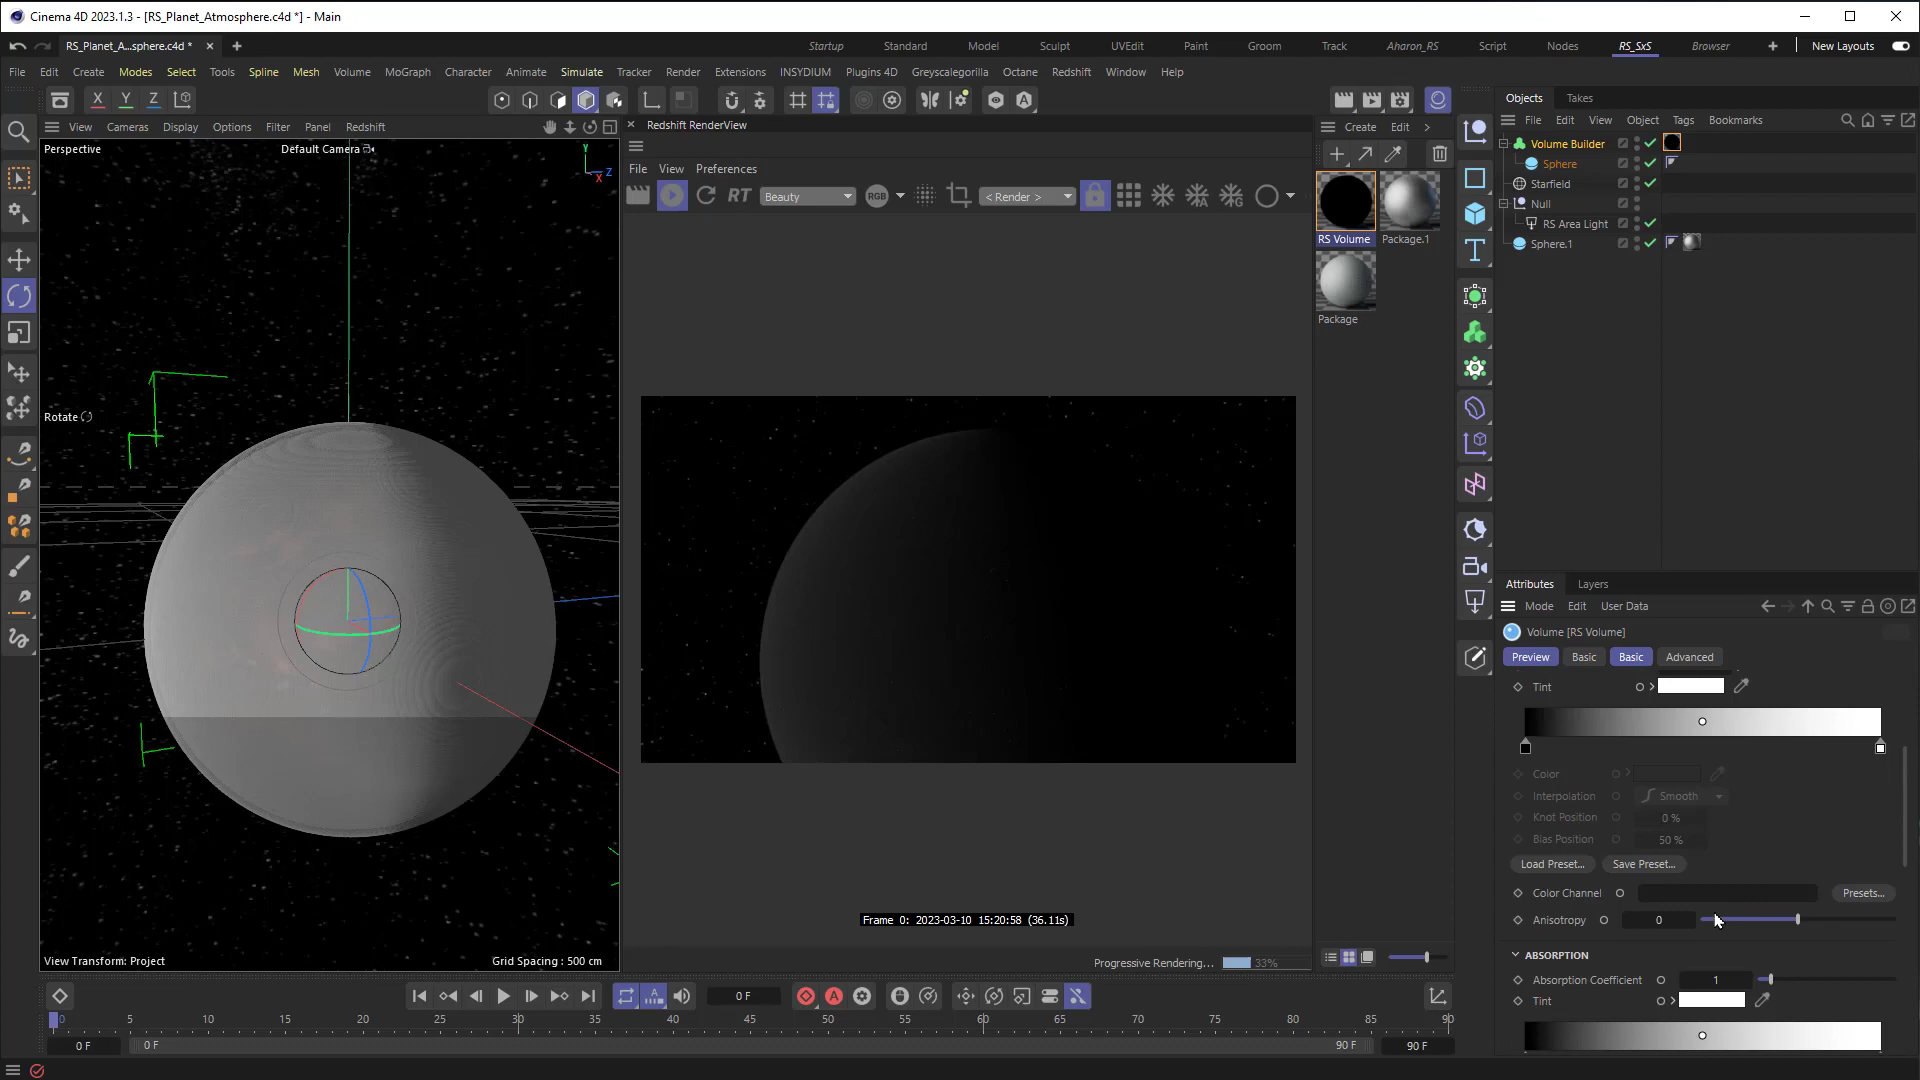 Cinema 4D 2023.1.3 - [RS_Planet_Atmosphere.c4d *] - Main
RS_Planet_A...sphere.c4d *
Startup Standard Model Sculpt UVEdit Paint Groom Track Aharon_RS Script Nodes RS_SxS Browser New Layouts
File Edit Create Modes Select Tools Spline Mesh Volume MoGraph Character Animate Simulate Tracker Render Extensions INSYDIUM Plugins 4D Greyscalegorilla Octane Redshift Window Help
X Y Z
View Cameras Display Options Filter Panel Redshift
Perspective
Default Camera
Y
Z
X
Rotate
View Transform: Project
Grid Spacing : 500 cm
Redshift RenderView
File View Preferences
RT Beauty RGB < Render >
Frame 0: 2023-03-10 15:20:58 (36.11s)
Progressive Rendering... 33%
Create Edit
RS Volume
Package.1
Package
Objects Takes
File Edit View Object Tags Bookmarks
Volume Builder
Sphere
Starfield
Null
RS Area Light
Sphere.1
Attributes Layers
Mode Edit User Data
Volume [RS Volume]
Preview Basic Basic Advanced
Tint
Color
Interpolation Smooth
Knot Position 0 %
Bias Position 50 %
Load Preset... Save Preset...
Color Channel Presets...
Anisotropy 0
ABSORPTION
Absorption Coefficient 1
Tint
0 F
0 5 10 15 20 25 30 35 40 45 50 55 60 65 70 75 80 85 90
0 F 0 F 90 F 90 F